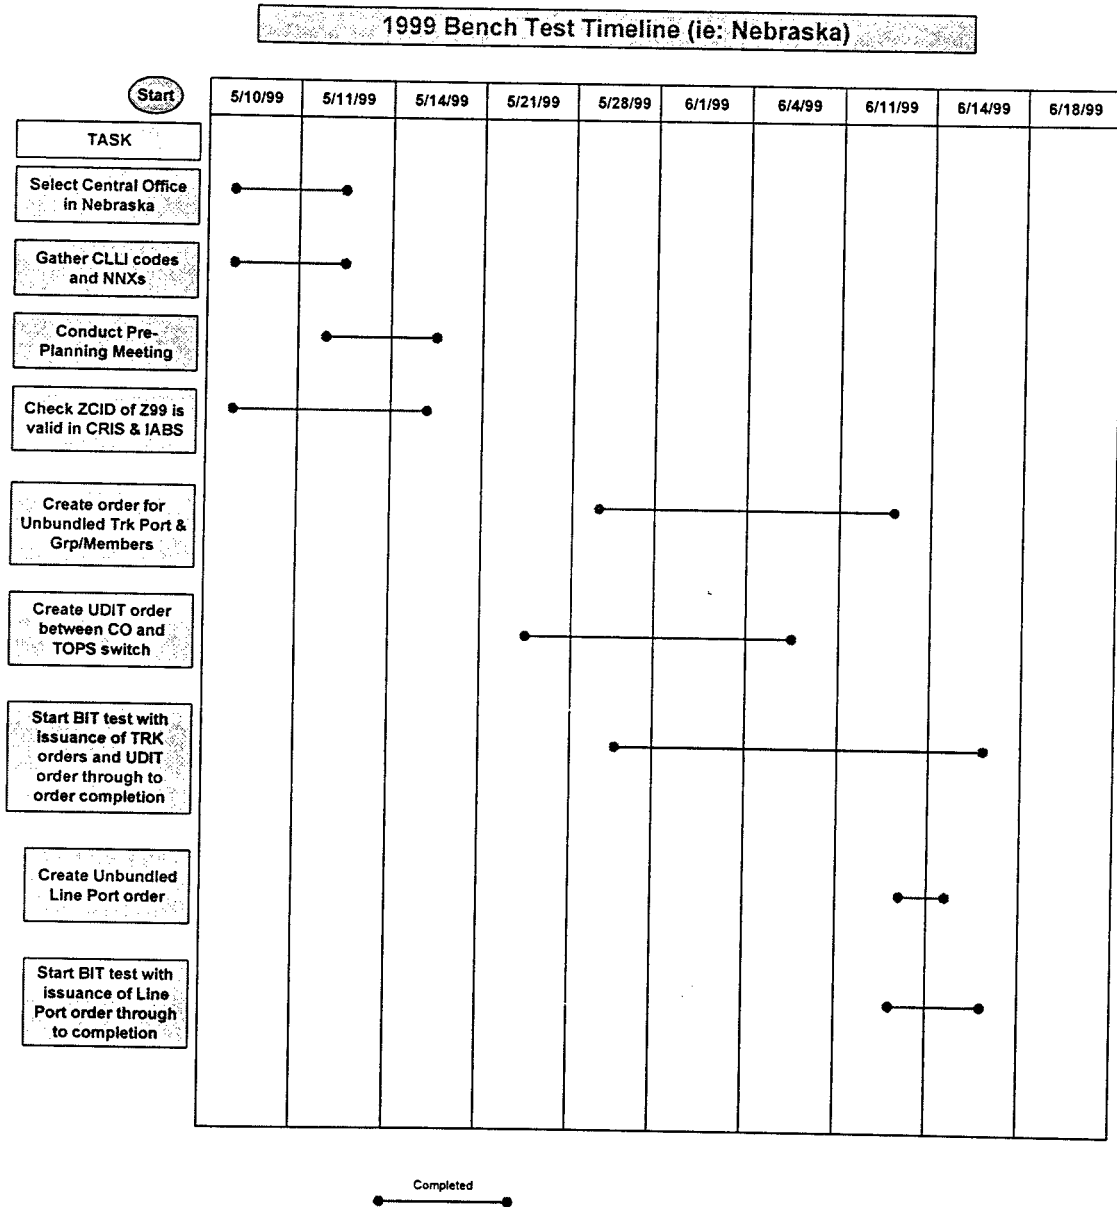 1999 Bench Test Timeline (ie: Nebraska)
Start
5/10/99 5/11/99 5/14/99 5/21/99 5/28/99 6/1/99 6/4/99 6/11/99 6/14/99 6/18/99
TASK
Select Central Office
in Nebraska
Gather CLLI codes
and NNXs
Conduct Pre-
Planning Meeting
Check ZCID of Z99 is
valid in CRIS & IABS
Create order for
Unbundled Trk Port &
Grp/Members
Create UDIT order
between CO and
TOPS switch
Start BIT test with
issuance of TRK
orders and UDIT
order through to
order completion
Create Unbundled
Line Port order
Start BIT test with
issuance of Line
Port order through
to completion
Completed